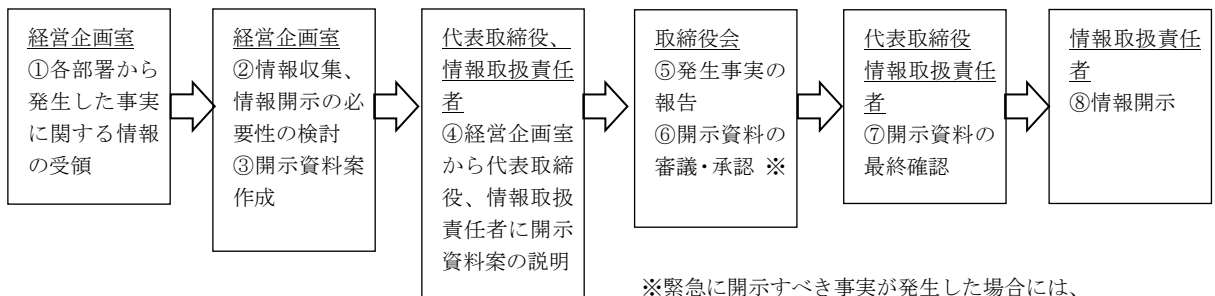 経営企画室
①各部署から
発生した事実
に関する情報
の受領
経営企画室
②情報収集、
情報開示の必
要性の検討
③開示資料案
作成
代表取締役、
情報取扱責任
者
④経営企画室
から代表取締
役、情報取扱
責任者に開示
資料案の説明
取締役会
⑤発生事実の
報告
⑥開示資料の
審議・承認 ※
代表取締役
情報取扱責任
者
⑦開示資料の
最終確認
情報取扱責任
者
⑧情報開示
※緊急に開示すべき事実が発生した場合には、